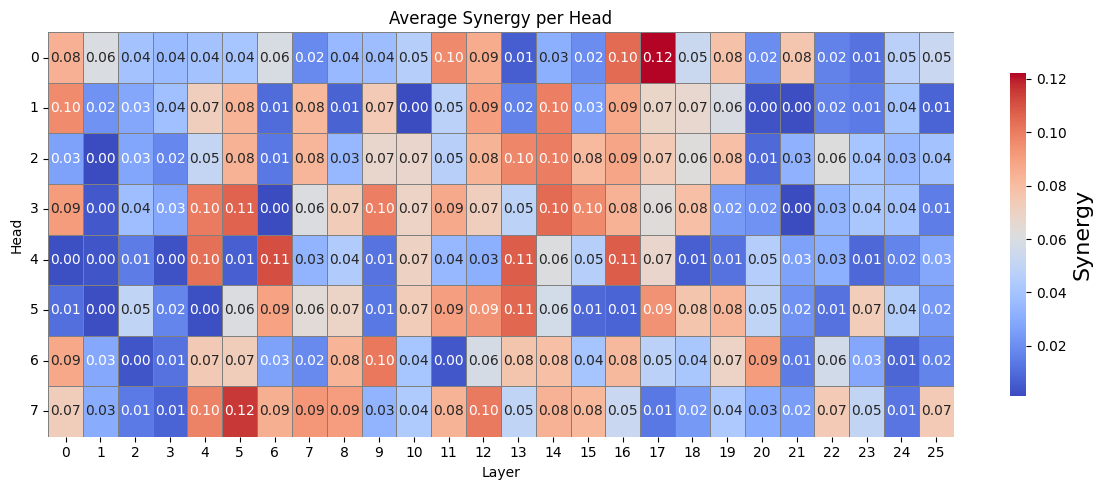 Average Synergy per Head
0 0.08 0.06 0.04 0.04 0.04 0.04 0.06 0.02 0.04 0.04 0.05 0.10 0.09 0.01 0.03 0.02 0.10 0.12 0.05 0.08 0.02 0.08 0.02 0.01 0.05 0.05
1 0.10 0.02 0.03 0.04 0.07 0.08 0.01 0.08 0.01 0.07 0.00 0.05 0.09 0.02 0.10 0.03 0.09 0.07 0.07 0.06 0.00 0.00 0.02 0.01 0.04 0.01
2 0.03 0.00 0.03 0.02 0.05 0.08 0.01 0.08 0.03 0.07 0.07 0.05 0.08 0.10 0.10 0.08 0.09 0.07 0.06 0.08 0.01 0.03 0.06 0.04 0.03 0.04
3 0.09 0.00 0.04 0.03 0.10 0.11 0.00 0.06 0.07 0.10 0.07 0.09 0.07 0.05 0.10 0.10 0.08 0.06 0.08 0.02 0.02 0.00 0.03 0.04 0.04 0.01
4 0.00 0.00 0.01 0.00 0.10 0.01 0.11 0.03 0.04 0.01 0.07 0.04 0.03 0.11 0.06 0.05 0.11 0.07 0.01 0.01 0.05 0.03 0.03 0.01 0.02 0.03
5 0.01 0.00 0.05 0.02 0.00 0.06 0.09 0.06 0.07 0.01 0.07 0.09 0.09 0.11 0.06 0.01 0.01 0.09 0.08 0.08 0.05 0.02 0.01 0.07 0.04 0.02
6 0.09 0.03 0.00 0.01 0.07 0.07 0.03 0.02 0.08 0.10 0.04 0.00 0.06 0.08 0.08 0.04 0.08 0.05 0.04 0.07 0.09 0.01 0.06 0.03 0.01 0.02
7 0.07 0.03 0.01 0.01 0.10 0.12 0.09 0.09 0.09 0.03 0.04 0.08 0.10 0.05 0.08 0.08 0.05 0.01 0.02 0.04 0.03 0.02 0.07 0.05 0.01 0.07
0 1 2 3 4 5 6 7 8 9 10 11 12 13 14 15 16 17 18 19 20 21 22 23 24 25
Layer
Head
0.12
0.10
0.08
0.06
0.04
0.02
Synergy